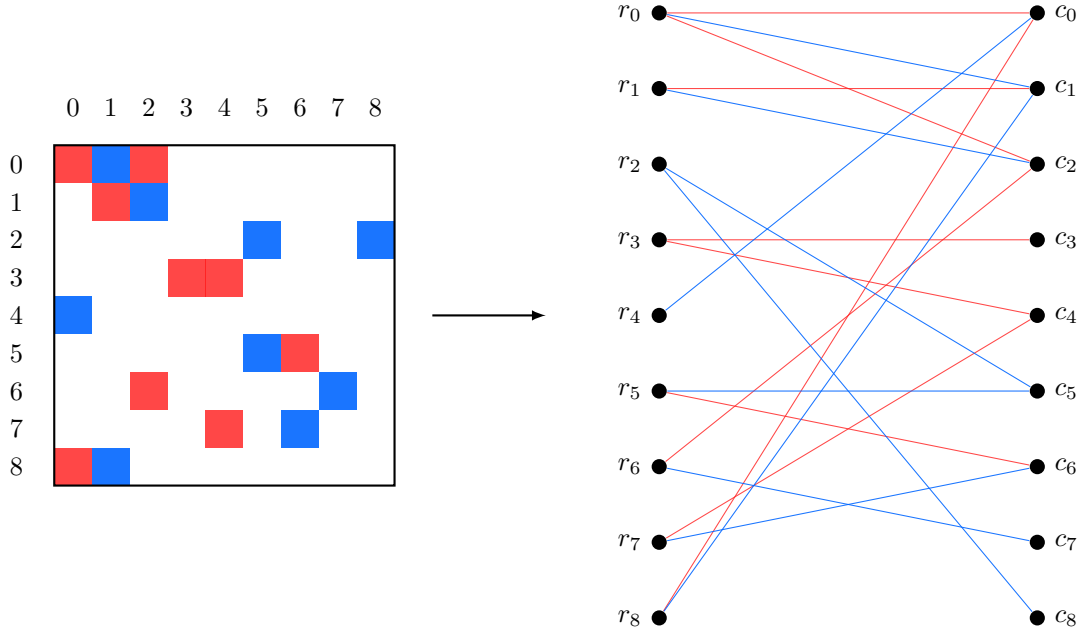 0 1 2 3 4 5 6 7 8
0
1
2
3
4
5
6
7
8
r₀ c₀
r₁ c₁
r₂ c₂
r₃ c₃
r₄ c₄
r₅ c₅
r₆ c₆
r₇ c₇
r₈ c₈